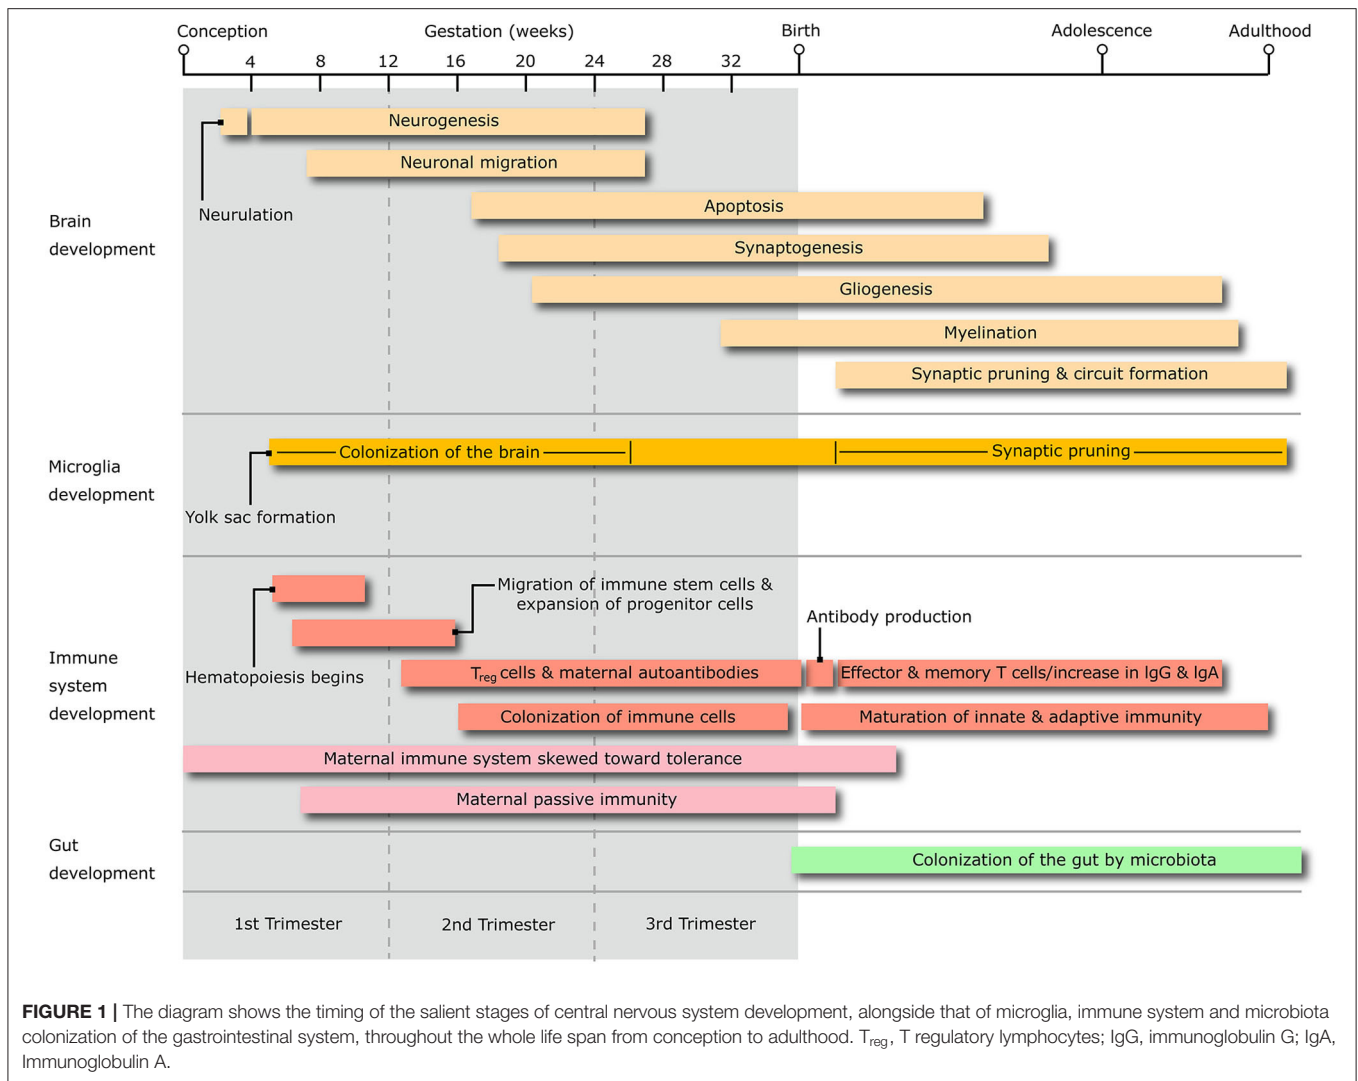 Conception
Gestation (weeks)
Birth
Adolescence
Adulthood
4 8 12 16 20 24 28 32
Brain
development
Neurogenesis
Neuronal migration
Neurulation
Apoptosis
Synaptogenesis
Gliogenesis
Myelination
Synaptic pruning & circuit formation
Microglia
development
Colonization of the brain
Synaptic pruning
Yolk sac formation
Immune
system
development
Migration of immune stem cells &
expansion of progenitor cells
Antibody production
Hematopoiesis begins
Treg cells & maternal autoantibodies
Effector & memory T cells/increase in IgG & IgA
Colonization of immune cells
Maturation of innate & adaptive immunity
Maternal immune system skewed toward tolerance
Maternal passive immunity
Gut
development
Colonization of the gut by microbiota
1st Trimester
2nd Trimester
3rd Trimester
FIGURE 1 | The diagram shows the timing of the salient stages of central nervous system development, alongside that of microglia, immune system and microbiota
colonization of the gastrointestinal system, throughout the whole life span from conception to adulthood. Treg, T regulatory lymphocytes; IgG, immunoglobulin G; IgA,
Immunoglobulin A.